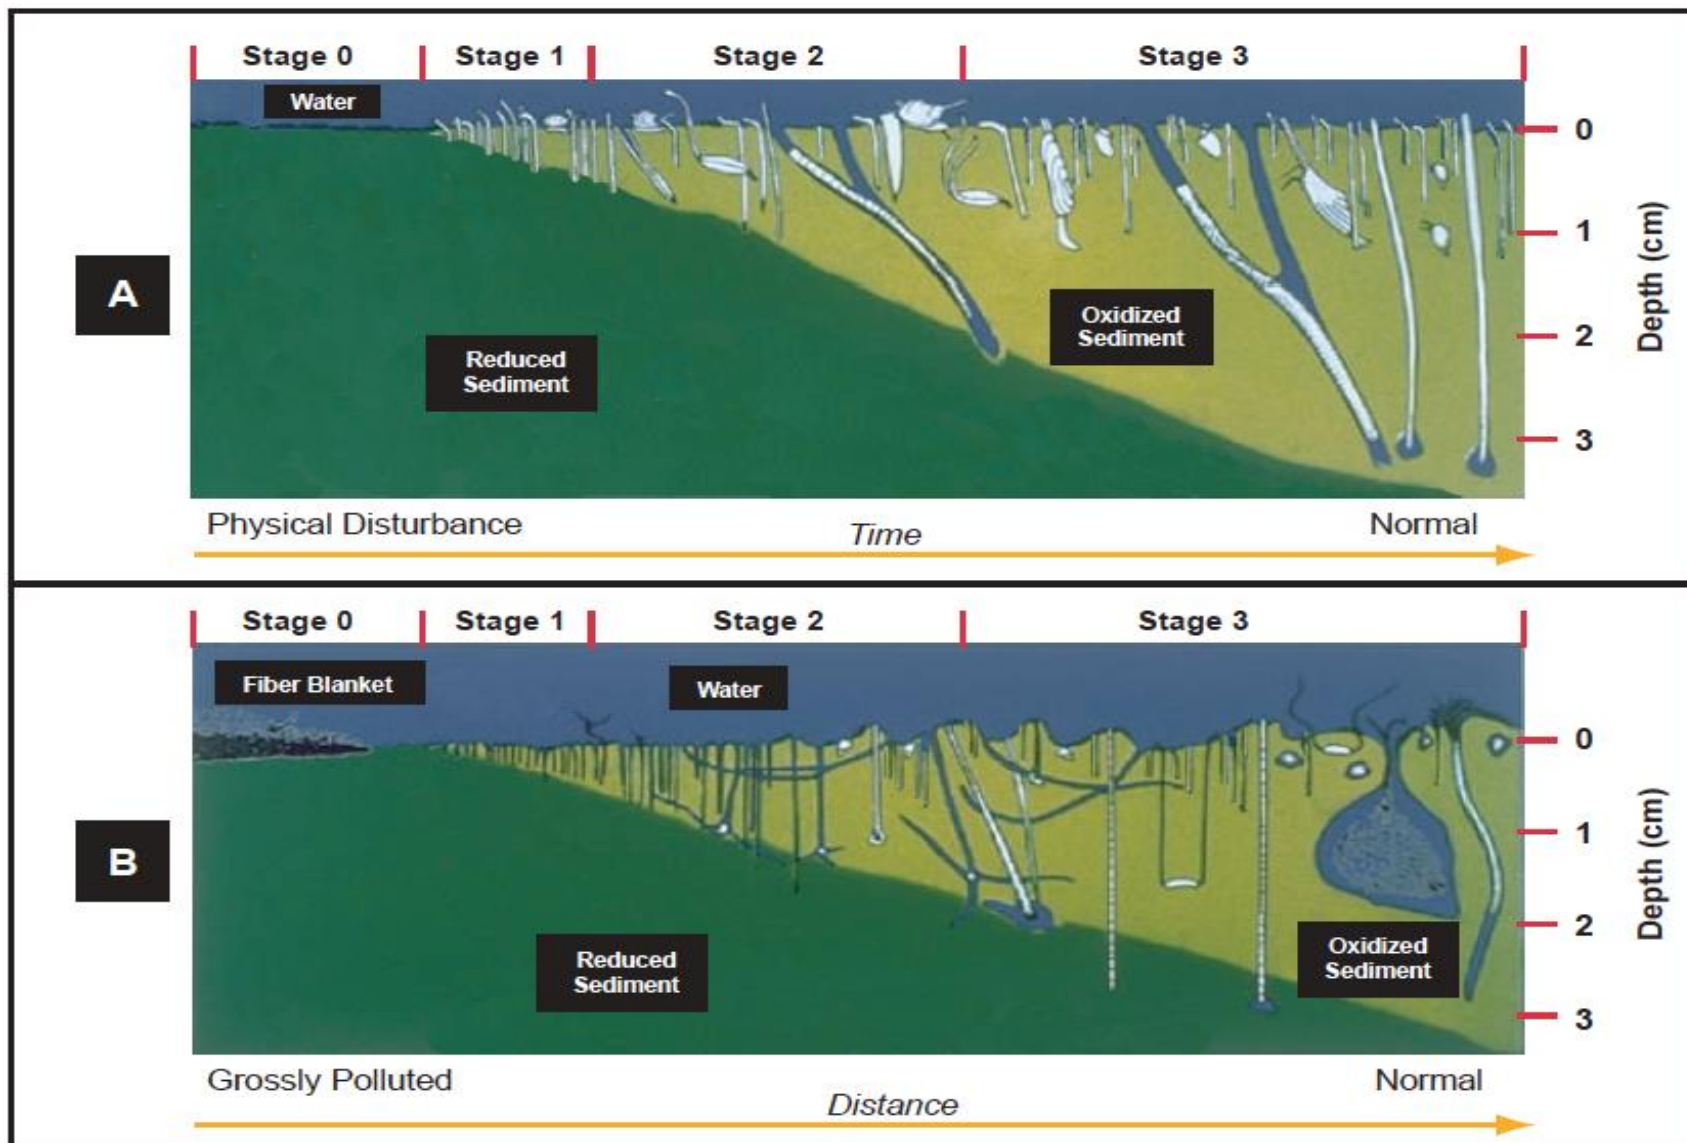 Stage 0 Stage 1 Stage 2 Stage 3
Water
0
1
A
Oxidized
Sediment
2
Depth (cm)
Reduced
Sediment
3
Physical Disturbance Time Normal
Stage 0 Stage 1 Stage 2 Stage 3
Fiber Blanket Water
0
1
B
2
Depth (cm)
Reduced
Sediment
Oxidized
Sediment
3
Grossly Polluted Distance Normal